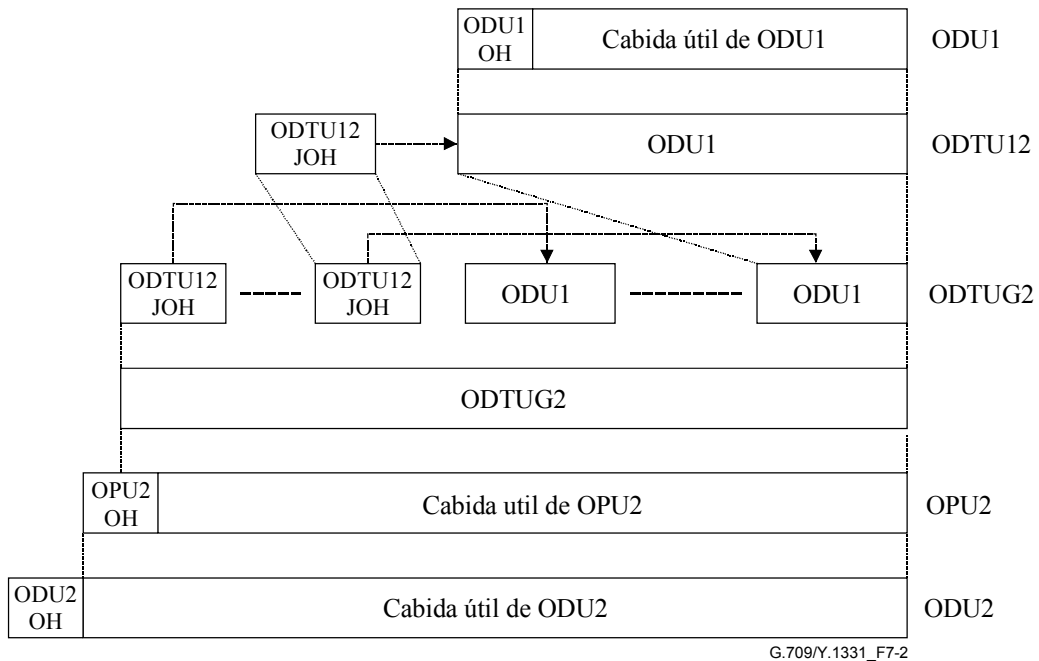 ODU1
OH
Cabida útil de ODU1
ODU1
ODTU12
JOH
ODU1
ODTU12
ODTU12
JOH
ODTU12
JOH
ODU1
ODU1
ODTUG2
ODTUG2
OPU2
OH
Cabida util de OPU2
OPU2
ODU2
OH
Cabida útil de ODU2
ODU2
G.709/Y.1331_F7-2